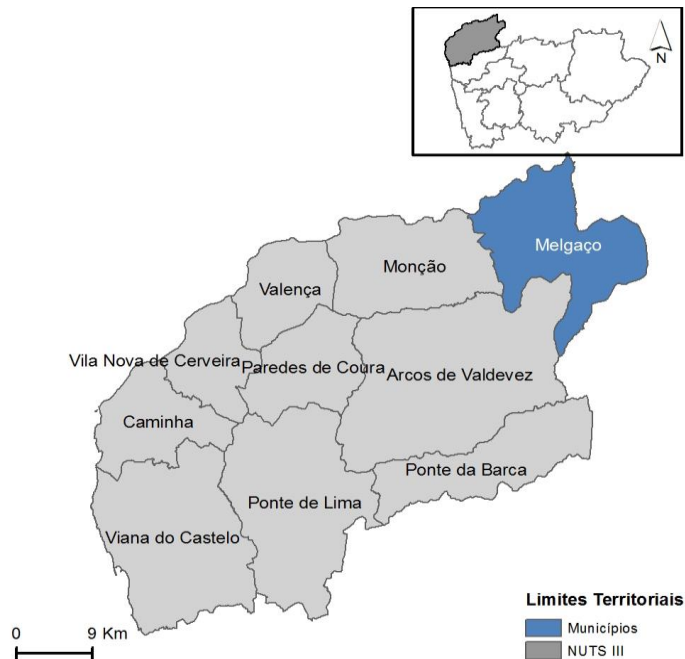 N
Melgaço
Monção
Valença
Vila Nova de Cerveira
Paredes de Coura
Arcos de Valdevez
Caminha
Ponte da Barca
Ponte de Lima
Viana do Castelo
Limites Territoriais
Municípios
NUTS III
0 9 Km